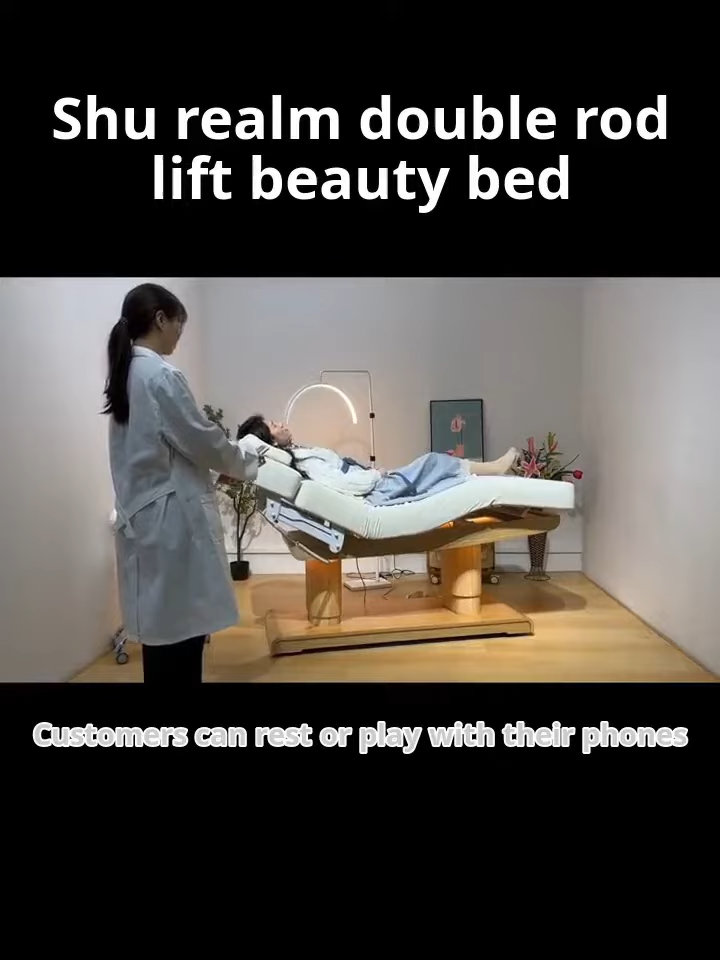 Shu realm double rod
lift beauty bed
Customers can rest or play with their phones